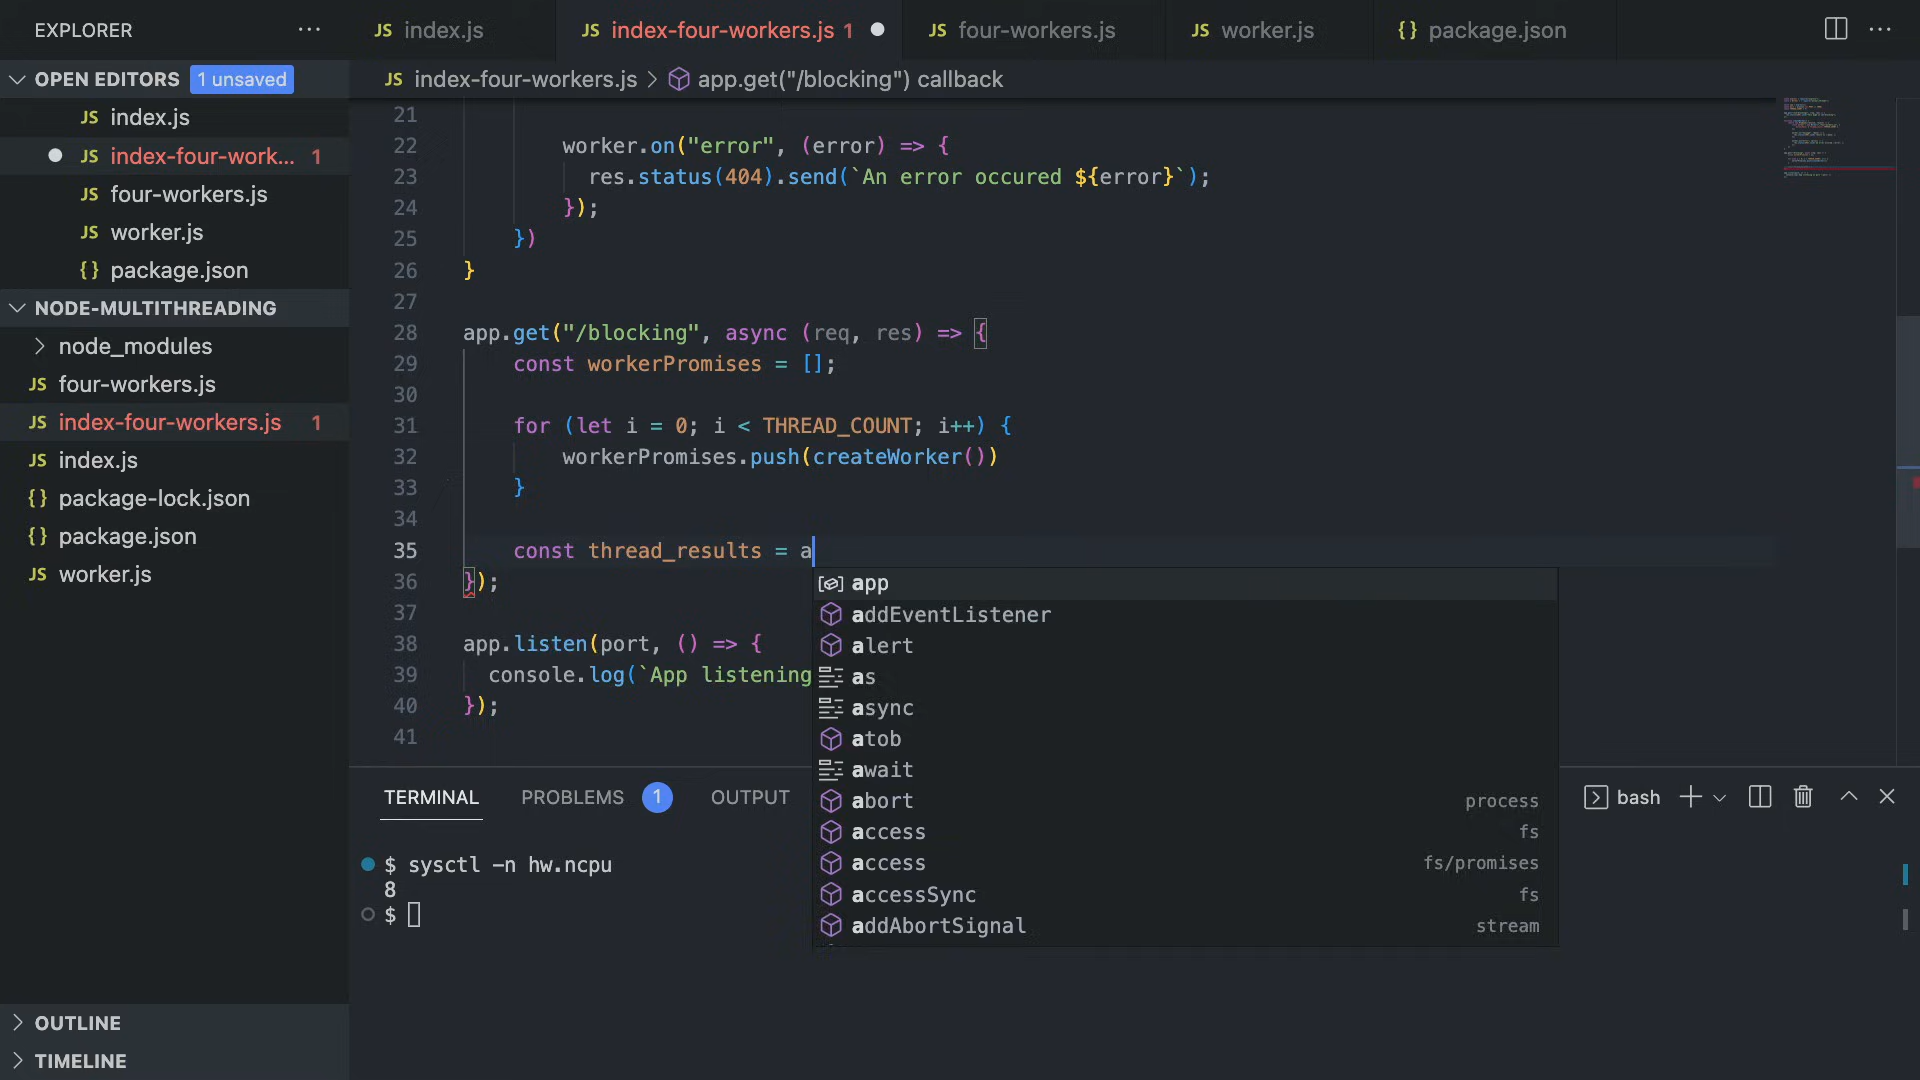 EXPLORER
OPEN EDITORS 1 unsaved
JS index.js
JS index-four-work... 1
JS four-workers.js
JS worker.js
{} package.json
NODE-MULTITHREADING
node_modules
JS four-workers.js
JS index-four-workers.js 1
JS index.js
{} package-lock.json
{} package.json
JS worker.js
OUTLINE
TIMELINE
JS index.js JS index-four-workers.js 1 JS four-workers.js JS worker.js {} package.json
JS index-four-workers.js > app.get("/blocking") callback
21
22 worker.on("error", (error) => {
23 res.status(404).send(`An error occured ${error}`);
24 });
25 })
26 }
27
28 app.get("/blocking", async (req, res) => {
29 const workerPromises = [];
30
31 for (let i = 0; i < THREAD_COUNT; i++) {
32 workerPromises.push(createWorker())
33 }
34
35 const thread_results = a
36 });
37
38 app.listen(port, () => {
39 console.log(`App listening
40 });
41
app
addEventListener
alert
as
async
atob
await
abort process
access fs
access fs/promises
accessSync fs
addAbortSignal stream
TERMINAL PROBLEMS 1 OUTPUT bash
$ sysctl -n hw.ncpu
8
$